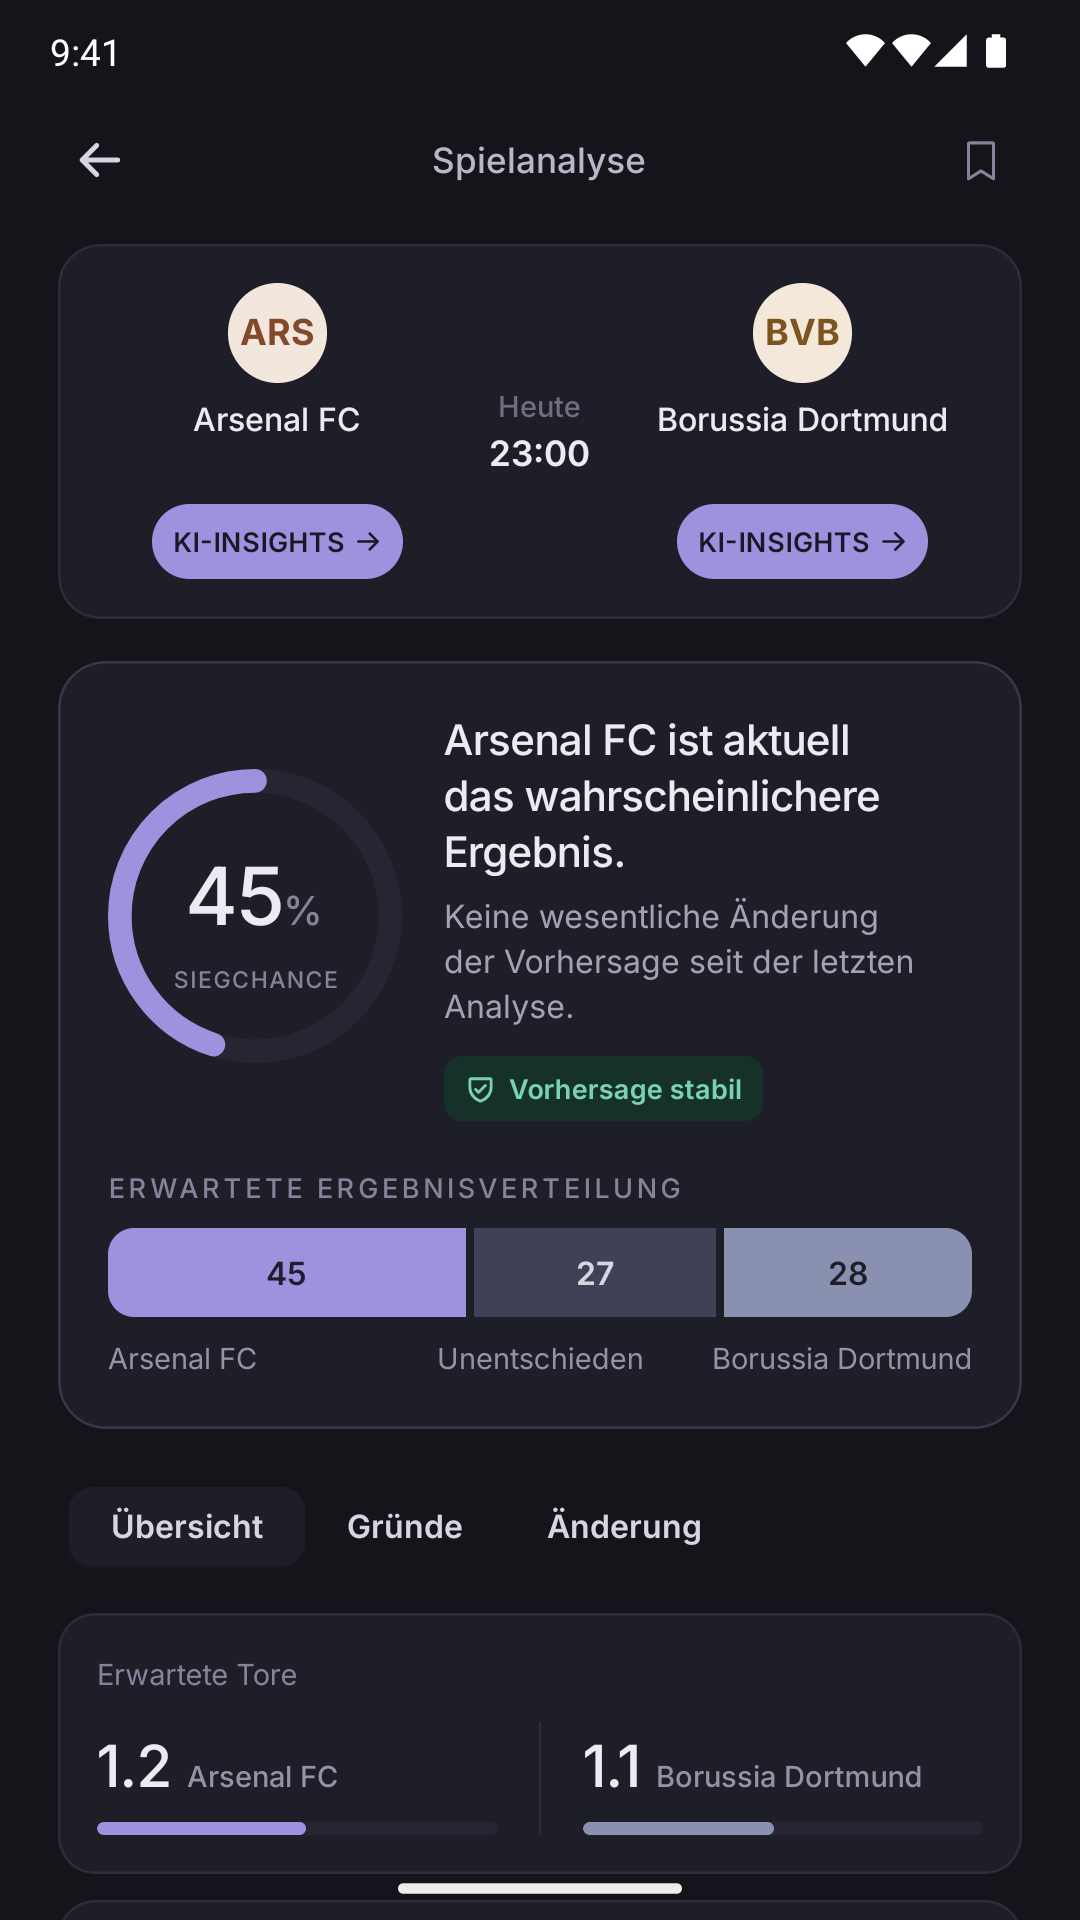 9:41
Spielanalyse
ARS
BVB
Arsenal FC
Heute
23:00
Borussia Dortmund
KI-INSIGHTS →
KI-INSIGHTS →
Arsenal FC ist aktuell
das wahrscheinlichere
Ergebnis.
45%
SIEGCHANCE
Keine wesentliche Änderung
der Vorhersage seit der letzten
Analyse.
Vorhersage stabil
ERWARTETE ERGEBNISVERTEILUNG
45 27 28
Arsenal FC Unentschieden Borussia Dortmund
Übersicht Gründe Änderung
Erwartete Tore
1.2 Arsenal FC
1.1 Borussia Dortmund